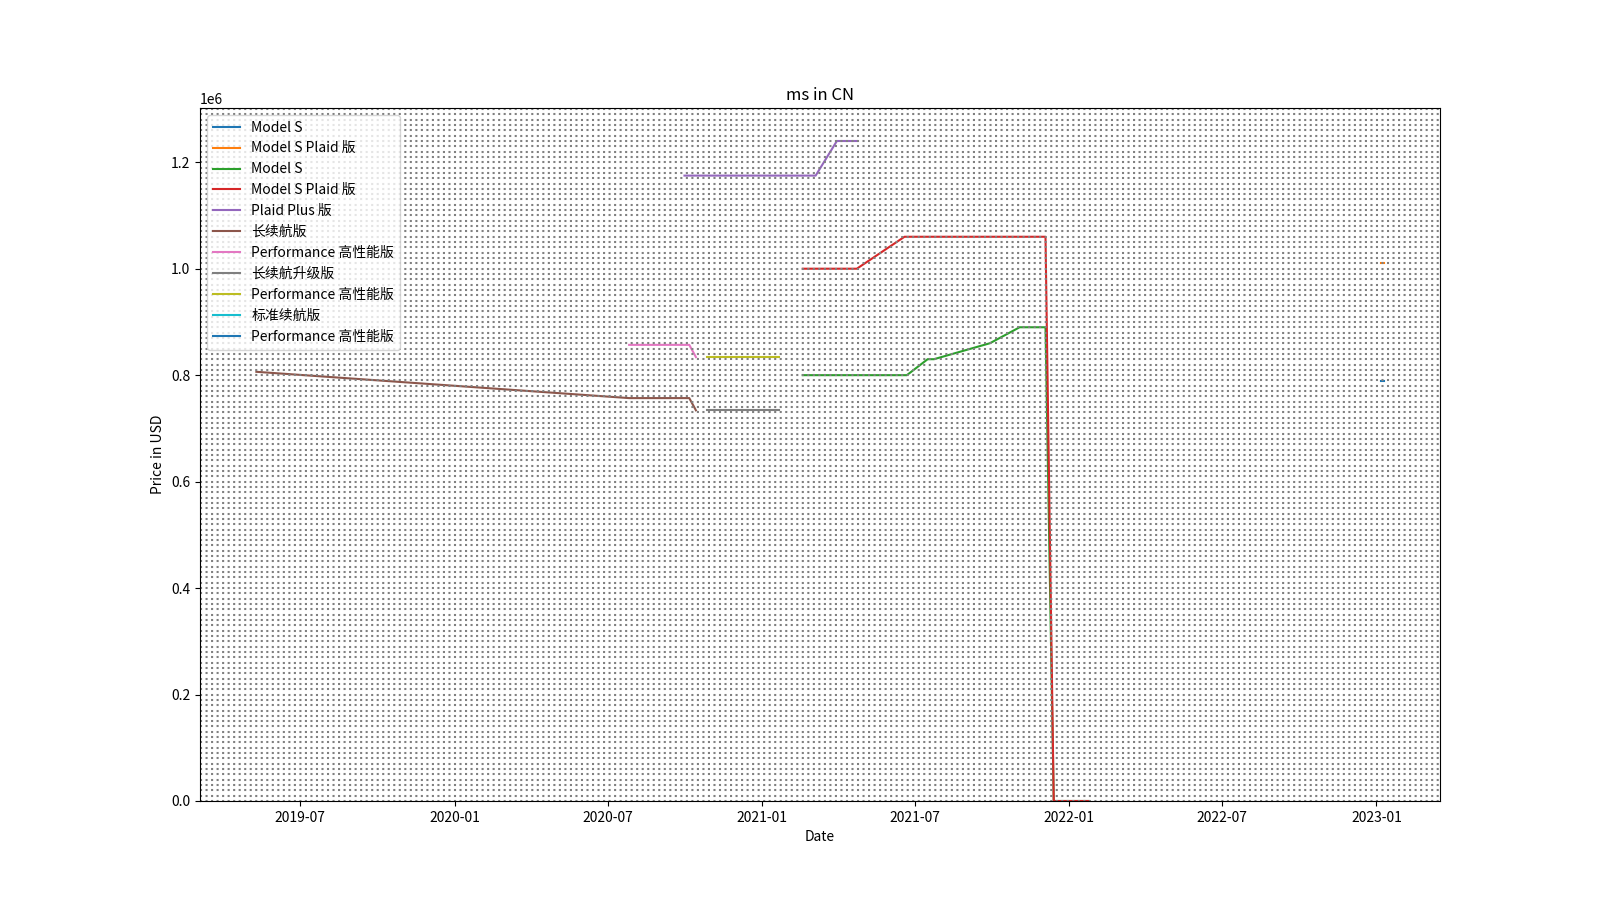 ms in CN
1e6
Model S
Model S Plaid 版
Model S
Model S Plaid 版
Plaid Plus 版
长续航版
Performance 高性能版
长续航升级版
Performance 高性能版
标准续航版
Performance 高性能版
1.2
1.0
0.8
0.6
0.4
0.2
0.0
Price in USD
2019-07 2020-01 2020-07 2021-01 2021-07 2022-01 2022-07 2023-01
Date